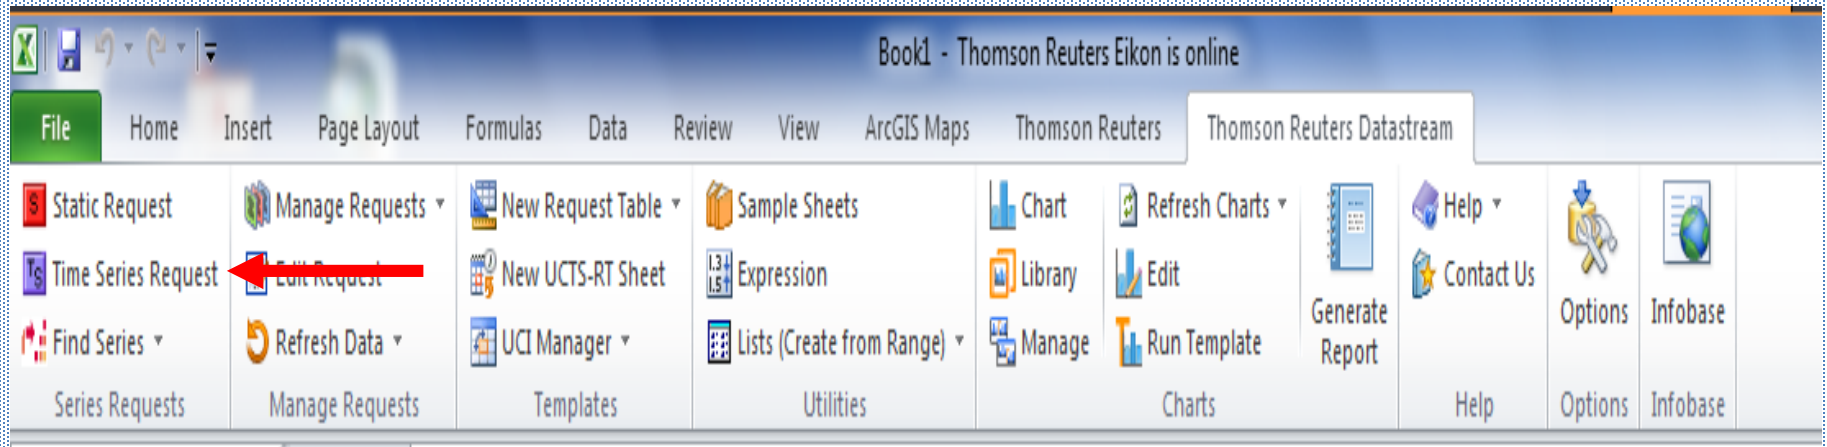 Book1 - Thomson Reuters Eikon is online
File Home Insert Page Layout Formulas Data Review View ArcGIS Maps Thomson Reuters Thomson Reuters Datastream
S Static Request Manage Requests New Request Table Sample Sheets Chart Refresh Charts Help
Ts Time Series Request Edit Request New UCTS-RT Sheet Expression Library Edit Contact Us
Find Series Refresh Data UCI Manager Lists (Create from Range) Manage Run Template Generate Report Options Infobase
Series Requests Manage Requests Templates Utilities Charts Help Options Infobase